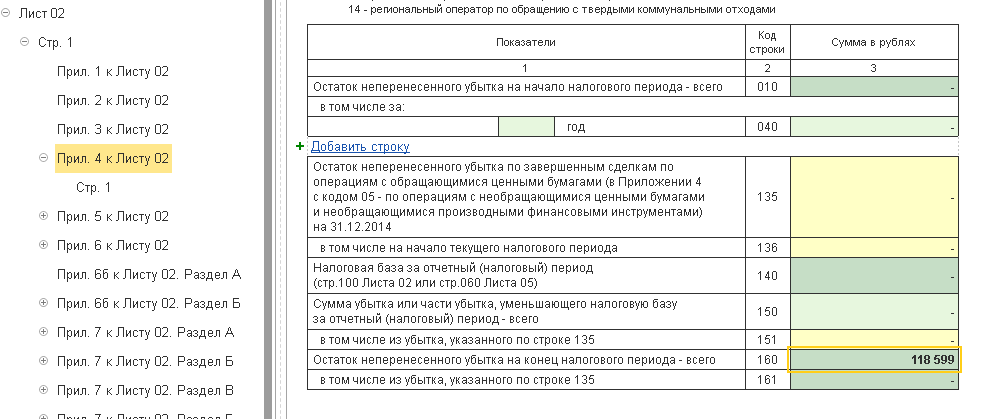 Лист 02
Стр. 1
Прил. 1 к Листу 02
Прил. 2 к Листу 02
Прил. 3 к Листу 02
Прил. 4 к Листу 02
Стр. 1
Прил. 5 к Листу 02
Прил. 6 к Листу 02
Прил. 6б к Листу 02. Раздел А
Прил. 6б к Листу 02. Раздел Б
Прил. 7 к Листу 02. Раздел А
Прил. 7 к Листу 02. Раздел Б
Прил. 7 к Листу 02. Раздел В
Прил. 7 к Листу 02. Раздел Г
14 - региональный оператор по обращению с твердыми коммунальными отходами
Показатели Код строки Сумма в рублях
1 2 3
Остаток неперенесенного убытка на начало налогового периода - всего 010 -
в том числе за:
год 040 -
+ Добавить строку
Остаток неперенесенного убытка по завершенным сделкам по
операциям с обращающимися ценными бумагами (в Приложении 4
с кодом 05 - по операциям с необращающимися ценными бумагами 135 -
и необращающимися производными финансовыми инструментами)
на 31.12.2014
в том числе на начало текущего налогового периода 136 -
Налоговая база за отчетный (налоговый) период 140 -
(стр.100 Листа 02 или стр.060 Листа 05)
Сумма убытка или части убытка, уменьшающего налоговую базу 150 -
за отчетный (налоговый) период - всего
в том числе из убытка, указанного по строке 135 151 -
Остаток неперенесенного убытка на конец налогового периода - всего 160 118 599
в том числе из убытка, указанного по строке 135 161 -